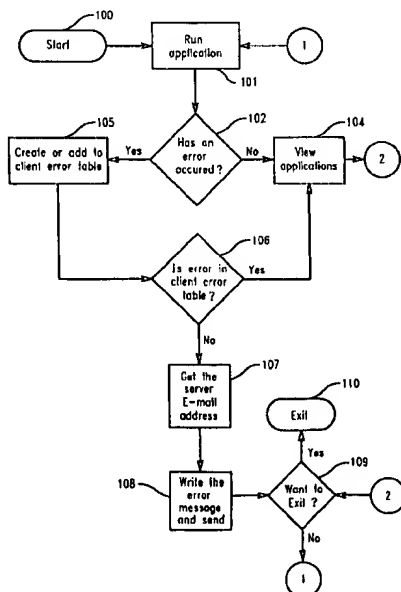 100
Start
Run
application
1
101
105
102
104
Create or add to
client error table
Yes
Has an
error
occured?
No
View
applications
2
106
Is error in
client error
table?
Yes
No
107
Get the
server
E-mail
address
110
Exit
Yes
109
108
Write the
error
message
and send
Want to
Exit?
2
No
1